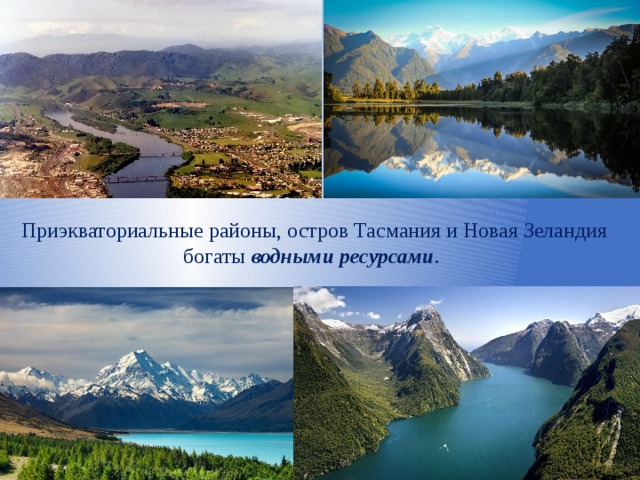 Приэкваториальные районы, остров Тасмания и Новая Зеландия
богаты водными ресурсами.